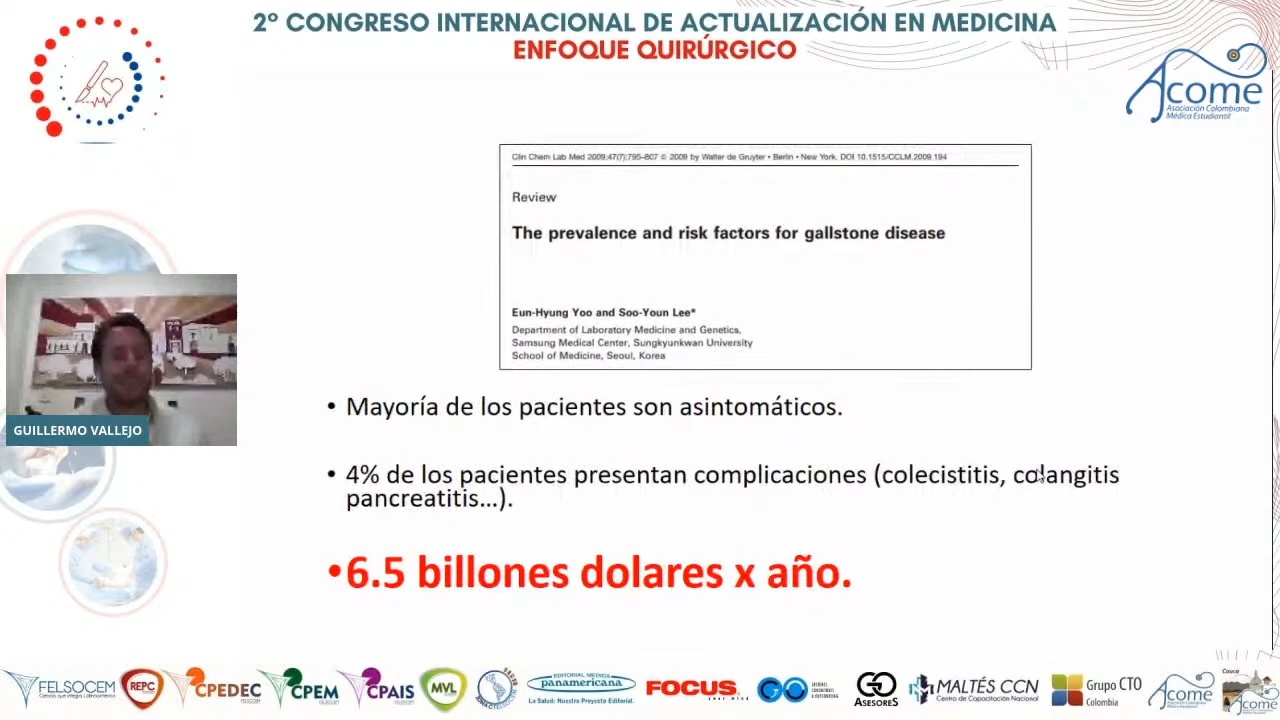 2° CONGRESO INTERNACIONAL DE ACTUALIZACIÓN EN MEDICINA
ENFOQUE QUIRÚRGICO
Acome
Asociación Colombiana
Médica Estudiantil
Clin Chem Lab Med 2009;47(7):795–807 © 2009 by Walter de Gruyter • Berlin • New York. DOI 10.1515/CCLM.2009.194
Review
The prevalence and risk factors for gallstone disease
Eun-Hyung Yoo and Soo-Youn Lee*
Department of Laboratory Medicine and Genetics,
Samsung Medical Center, Sungkyunkwan University
School of Medicine, Seoul, Korea
• Mayoría de los pacientes son asintomáticos.
• 4% de los pacientes presentan complicaciones (colecistitis, colangitis
pancreatitis...).
•6.5 billones dolares x año.
GUILLERMO VALLEJO
FELSOCEM
REPC
CPEDEC
CPEM
CPAIS
MVL
EDITORIAL MEDICA
panamericana
La Salud: Nuestro Proyecto Editorial.
FOCUS
GO
GO
ASESORES
MALTÉS CCN
Centro de Capacitación Nacional
Grupo CTO
Colombia
Acome
Cauca
Acome